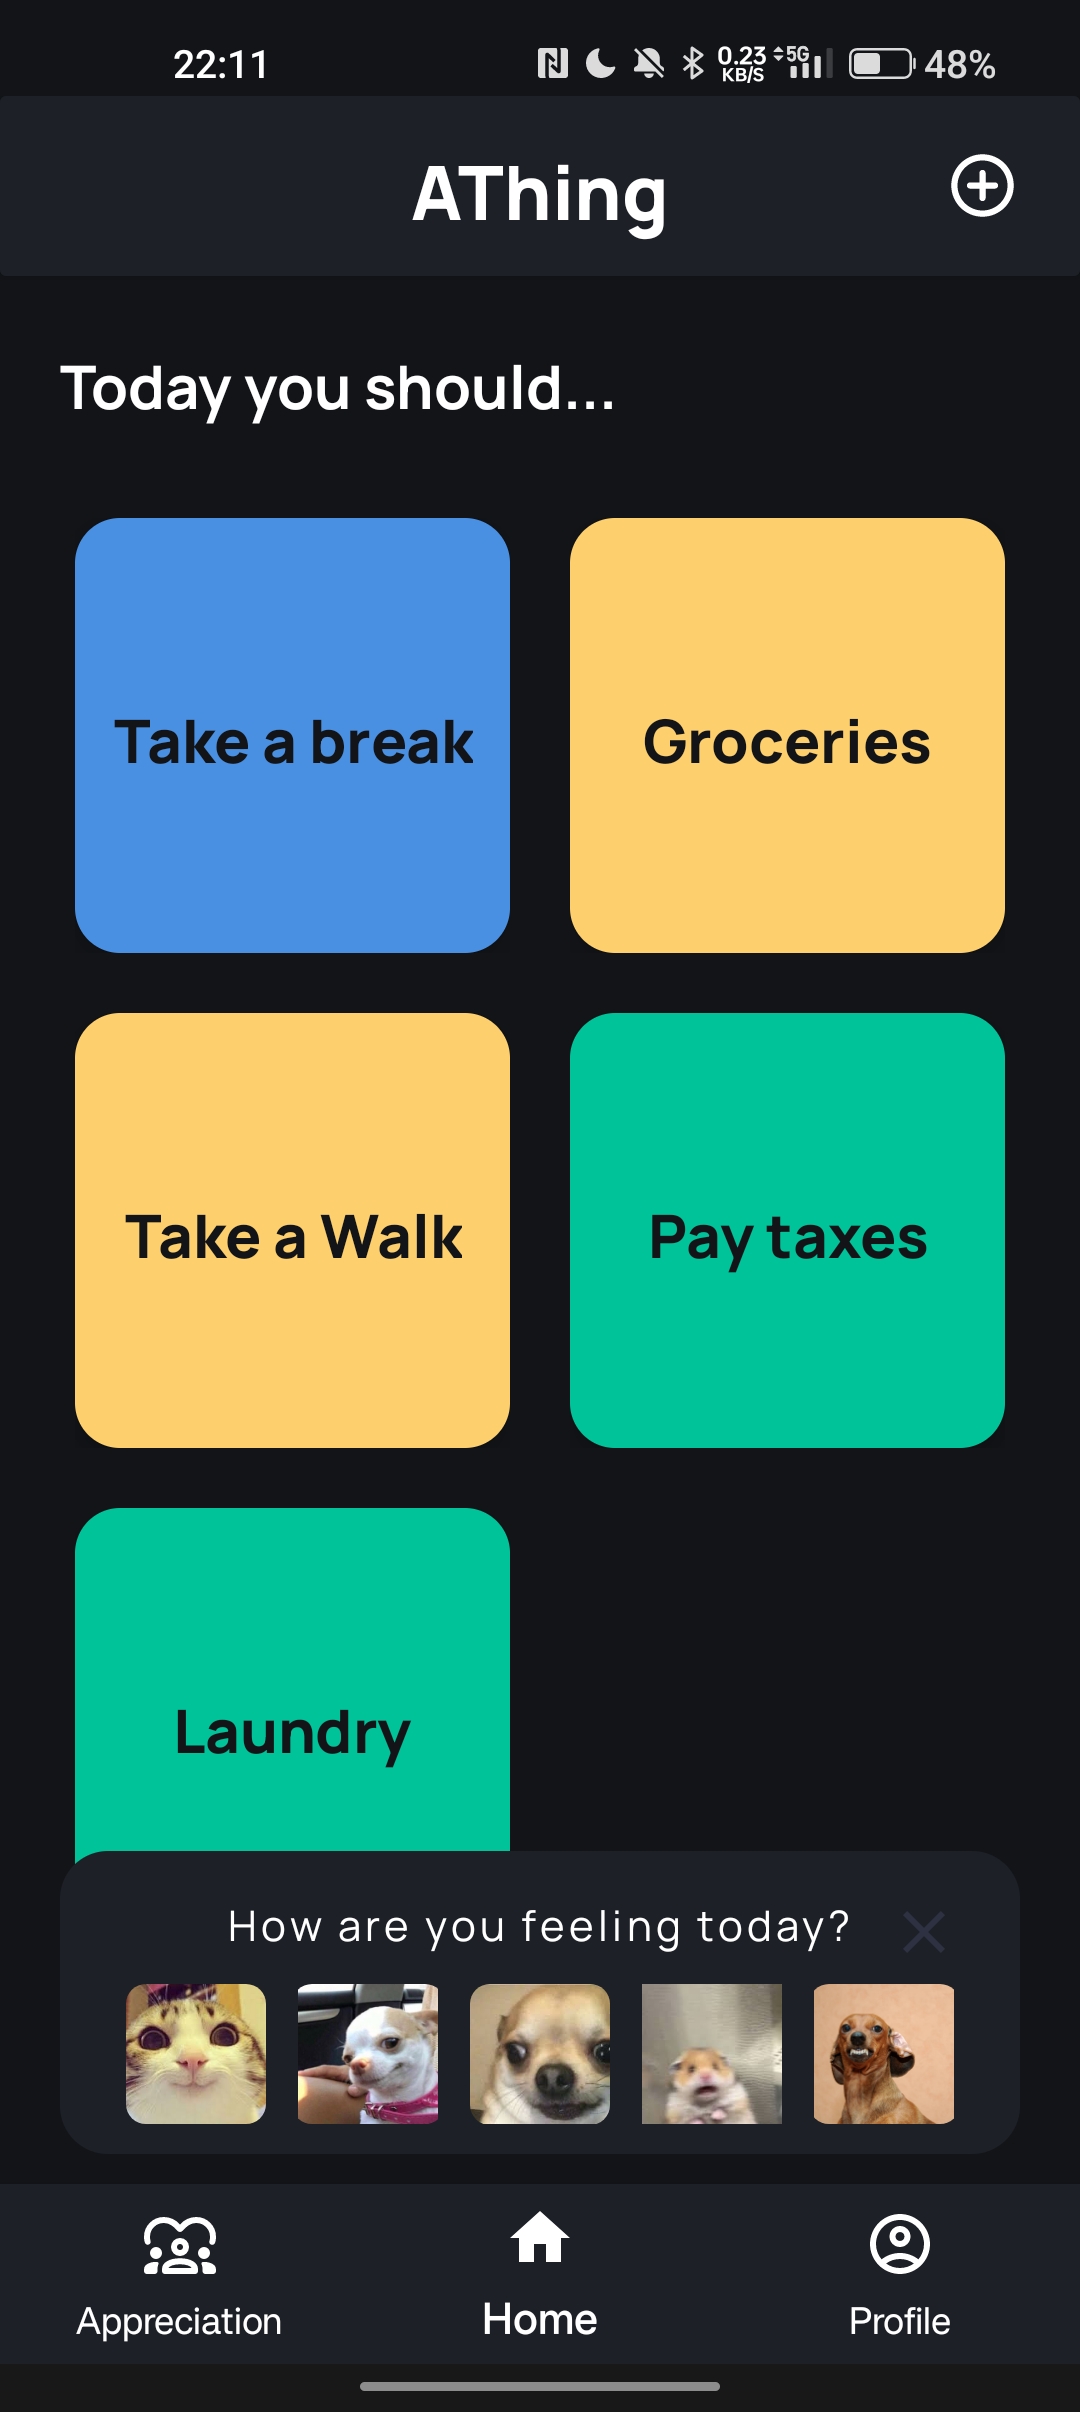 22:11
0.23 KB/S 5G 48%
AThing
Today you should...
Take a break
Groceries
Take a Walk
Pay taxes
Laundry
How are you feeling today?
Appreciation
Home
Profile